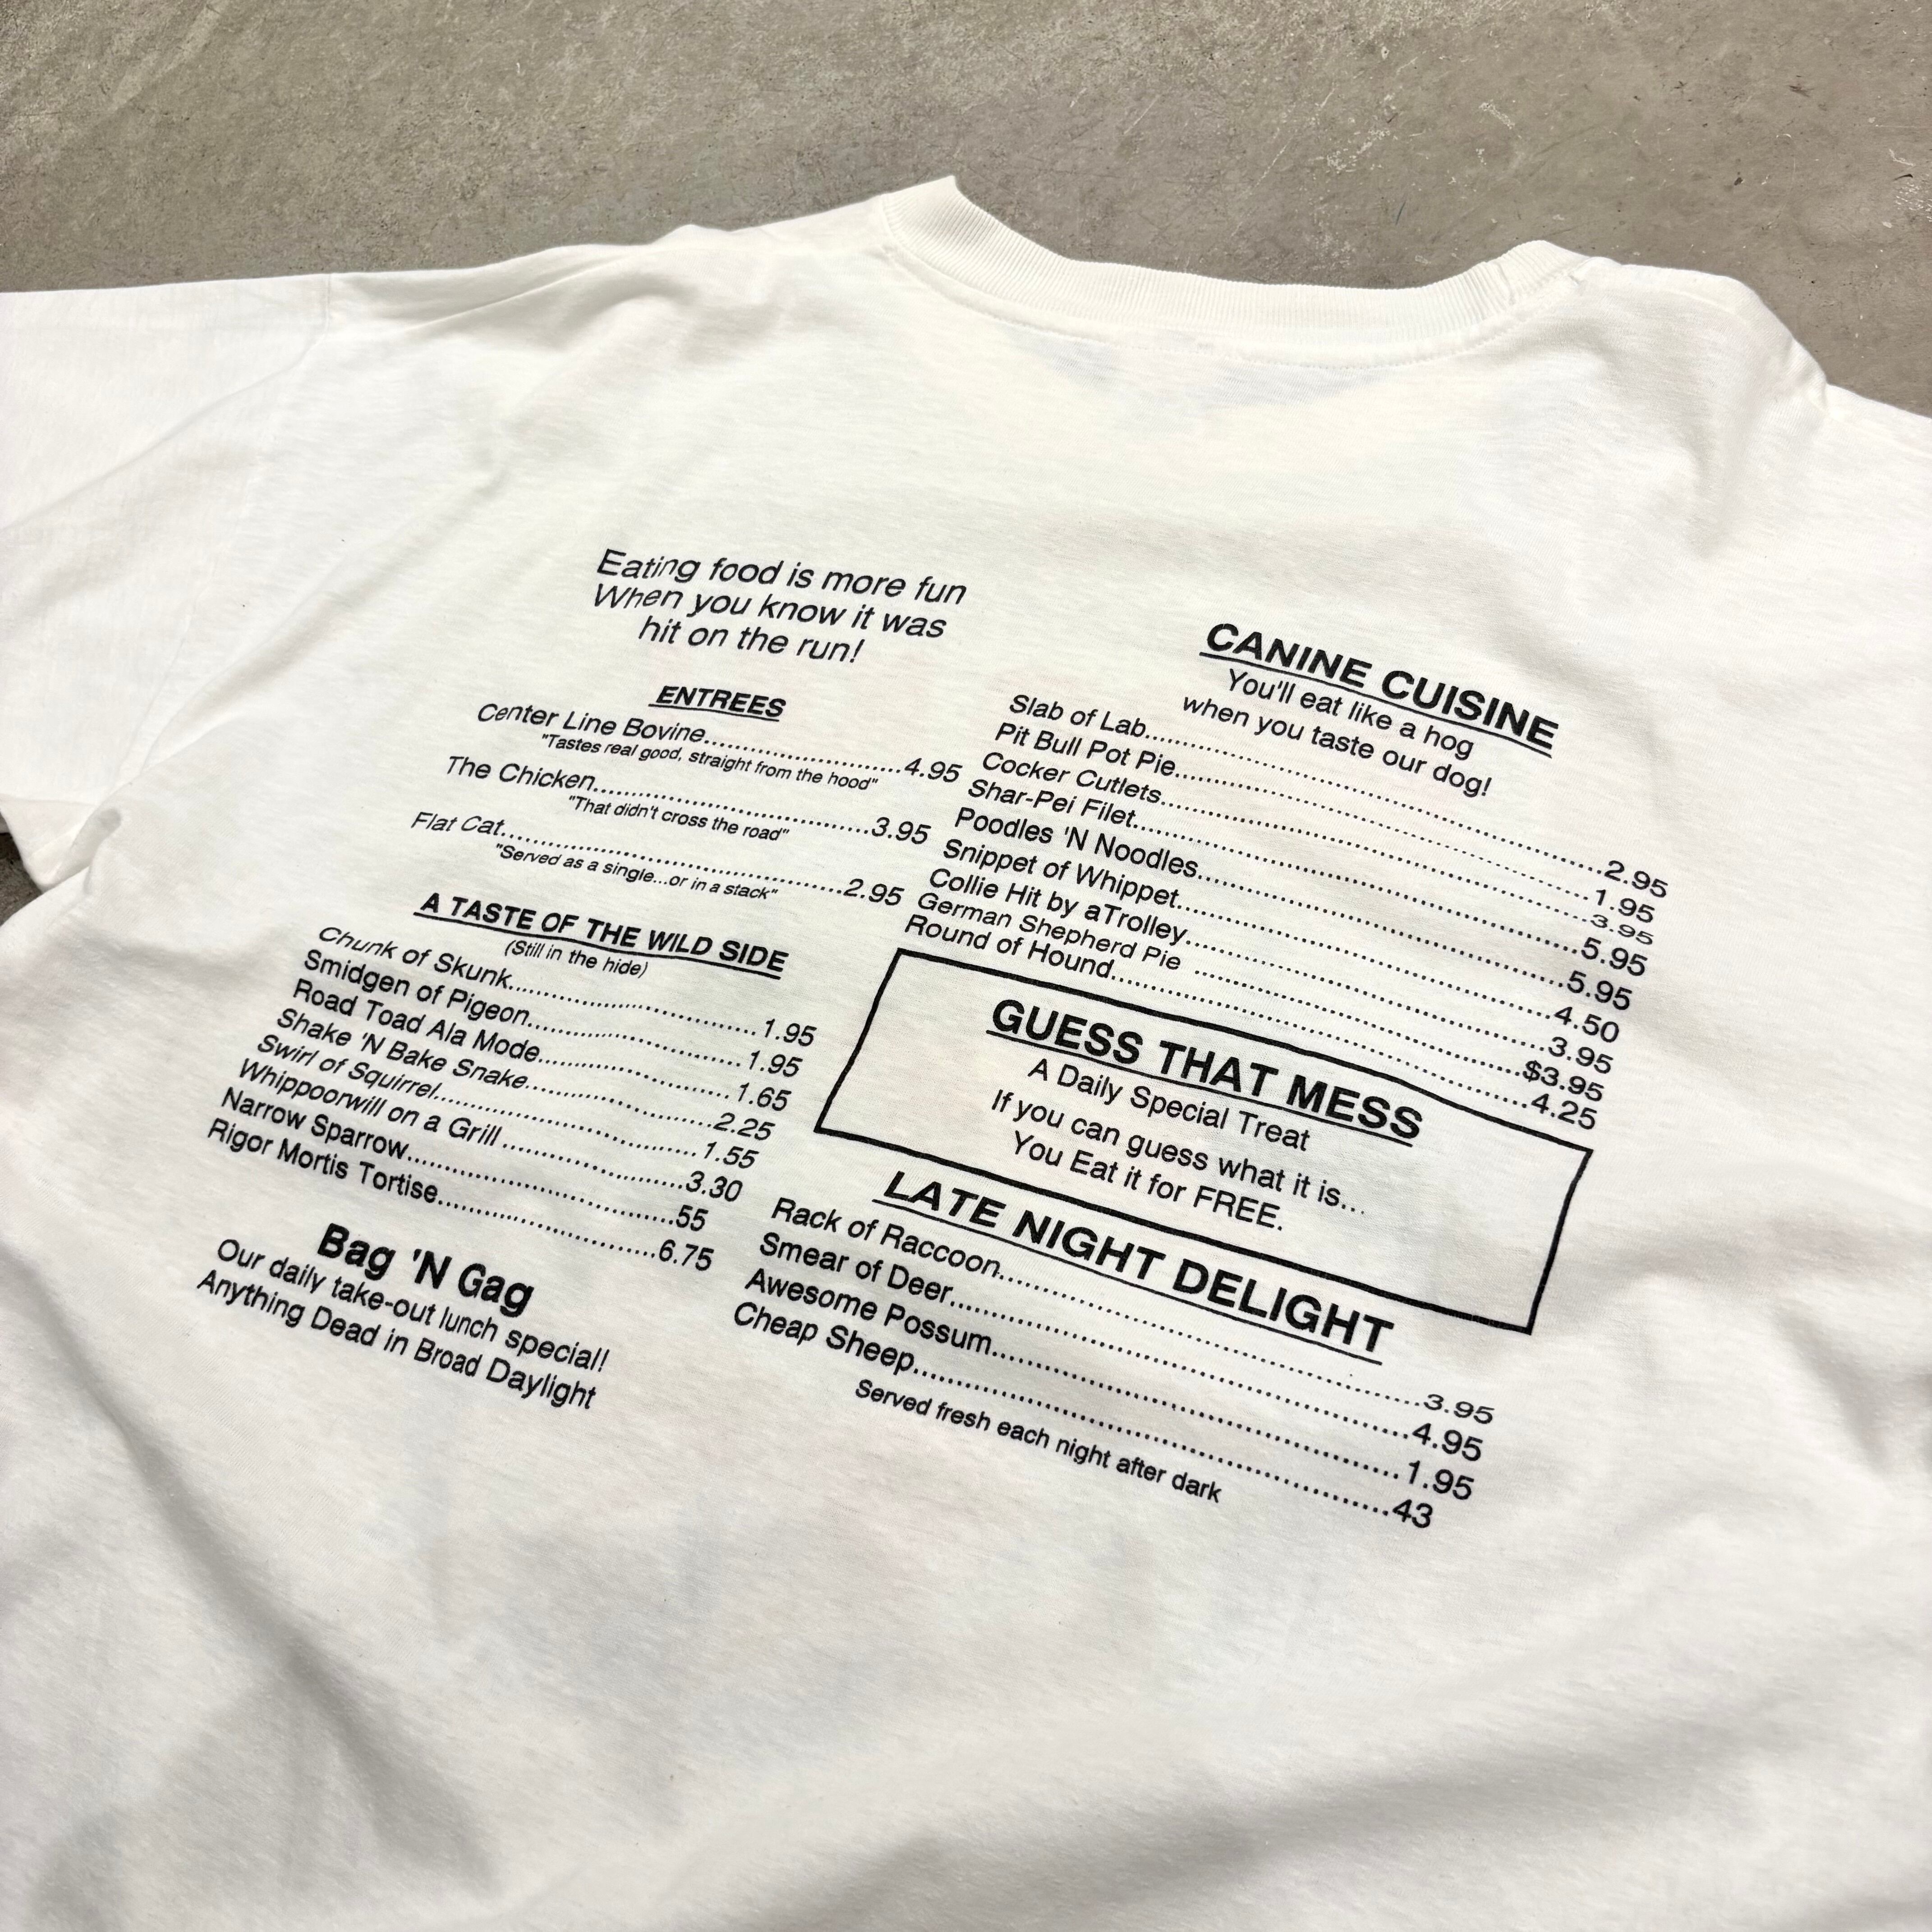 Eating food is more fun
When you know it was
hit on the run!
ENTREES
Center Line Bovine..............................4.95
"Tastes real good, straight from the hood"
The Chicken..........................................3.95
"That didn't cross the road"
Flat Cat....................................................2.95
"Served as a single...or in a stack"
A TASTE OF THE WILD SIDE
(Still in the hide)
Chunk of Skunk....................................1.95
Smidgen of Pigeon................................1.95
Road Toad Ala Mode............................1.65
Shake 'N Bake Snake............................2.25
Swirl of Squirrel.....................................1.55
Whippoorwill on a Grill ..........................3.30
Narrow Sparrow.......................................55
Rigor Mortis Tortise................................6.75
Bag 'N Gag
Our daily take-out lunch special!
Anything Dead in Broad Daylight
CANINE CUISINE
You'll eat like a hog
when you taste our dog!
Slab of Lab..............................................2.95
Pit Bull Pot Pie.........................................1.95
Cocker Cutlets.........................................3.95
Shar-Pei Filet...........................................5.95
Poodles 'N Noodles..................................5.95
Snippet of Whippet...................................4.50
Collie Hit by aTrolley.................................3.95
German Shepherd Pie ............................$3.95
Round of Hound.......................................4.25
GUESS THAT MESS
A Daily Special Treat
If you can guess what it is...
You Eat it for FREE.
LATE NIGHT DELIGHT
Rack of Raccoon......................................3.95
Smear of Deer..........................................4.95
Awesome Possum....................................1.95
Cheap Sheep.............................................43
Served fresh each night after dark